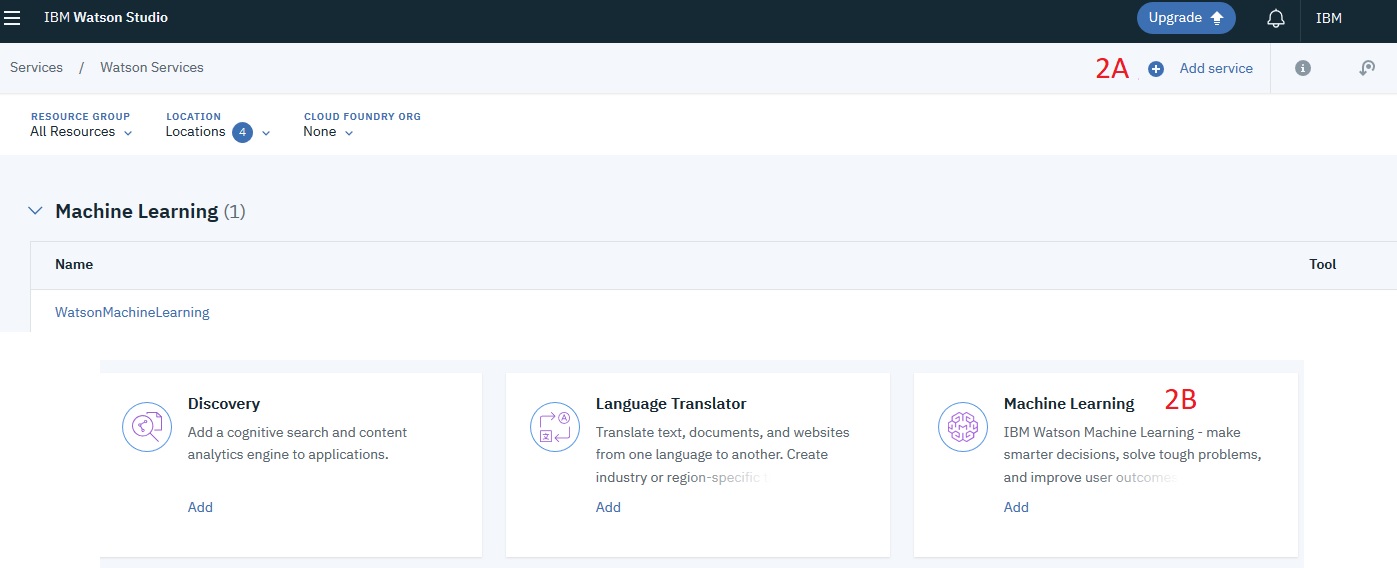 IBM Watson Studio
Upgrade
IBM
Services / Watson Services
2A
Add service
RESOURCE GROUP
All Resources
LOCATION
Locations 4
CLOUD FOUNDRY ORG
None
Machine Learning (1)
Name
Tool
WatsonMachineLearning
Discovery
Add a cognitive search and content
analytics engine to applications.
Add
Language Translator
Translate text, documents, and websites
from one language to another. Create
industry or region-specific
Add
Machine Learning
2B
IBM Watson Machine Learning - make
smarter decisions, solve tough problems,
and improve user outcomes
Add